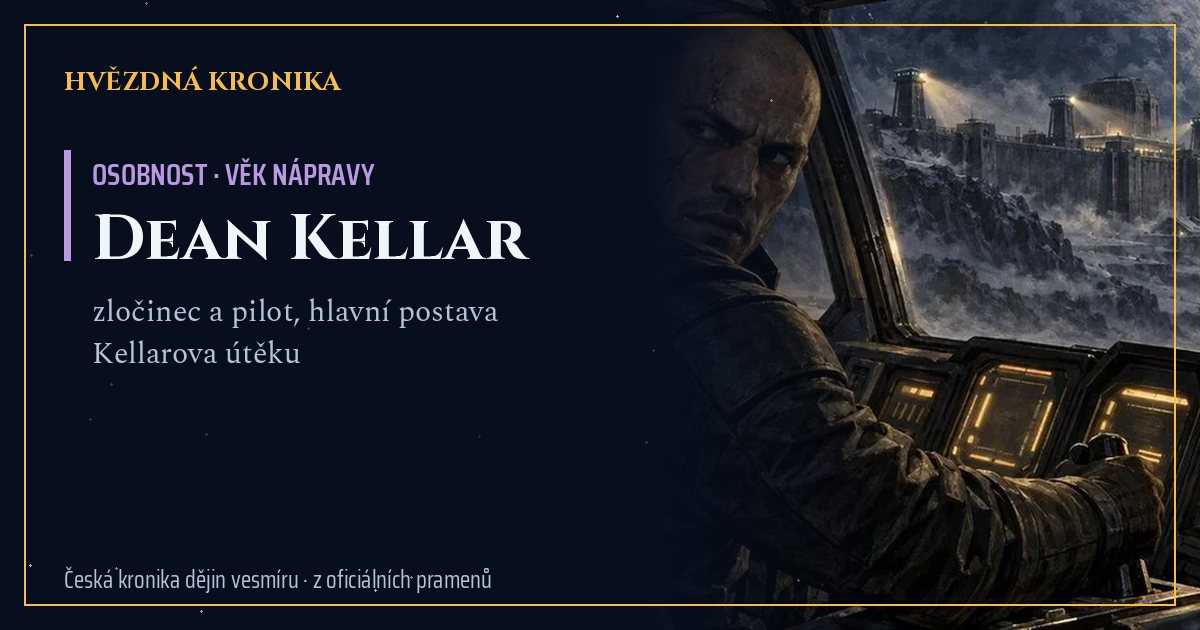 HVĚZDNÁ KRONIKA
OSOBNOST · VĚK NÁPRAVY
DEAN KELLAR
zločinec a pilot, hlavní postava
Kellarova útěku
Česká kronika dějin vesmíru · z oficiálních pramenů